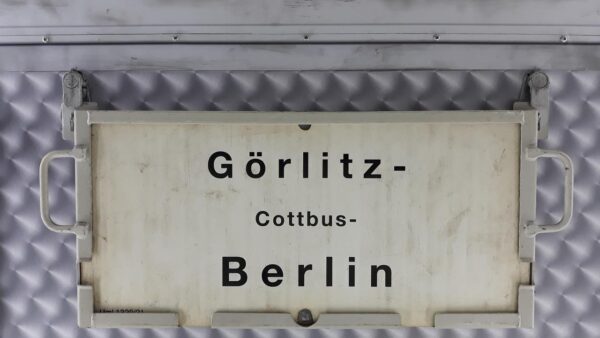 Görlitz-
Cottbus-
Berlin